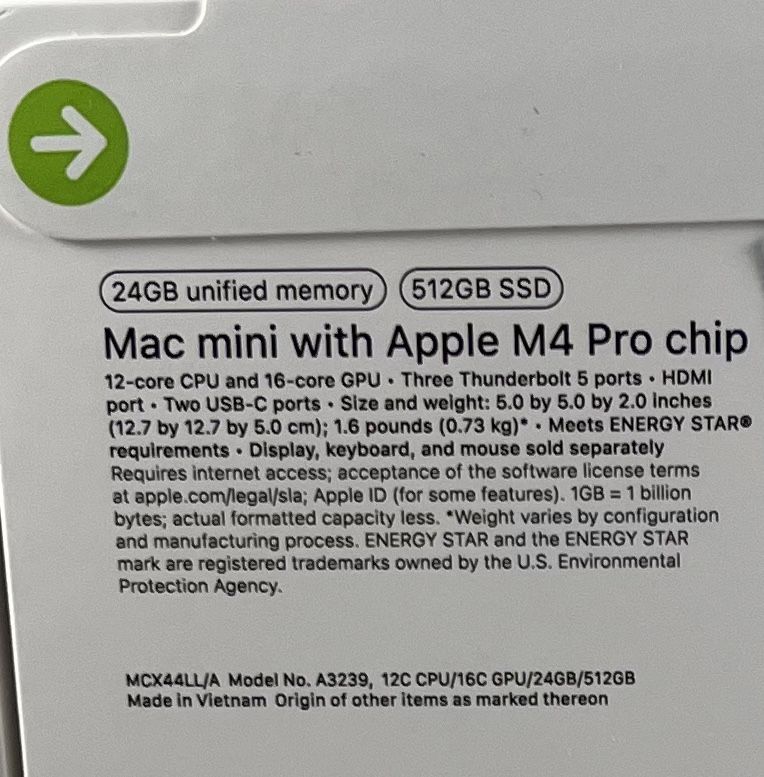 24GB unified memory 512GB SSD
Mac mini with Apple M4 Pro chip
12-core CPU and 16-core GPU • Three Thunderbolt 5 ports • HDMI
port • Two USB-C ports • Size and weight: 5.0 by 5.0 by 2.0 inches
(12.7 by 12.7 by 5.0 cm); 1.6 pounds (0.73 kg)* • Meets ENERGY STAR®
requirements • Display, keyboard, and mouse sold separately
Requires internet access; acceptance of the software license terms
at apple.com/legal/sla; Apple ID (for some features). 1GB = 1 billion
bytes; actual formatted capacity less. *Weight varies by configuration
and manufacturing process. ENERGY STAR and the ENERGY STAR
mark are registered trademarks owned by the U.S. Environmental
Protection Agency.
MCX44LL/A Model No. A3239, 12C CPU/16C GPU/24GB/512GB
Made in Vietnam Origin of other items as marked thereon